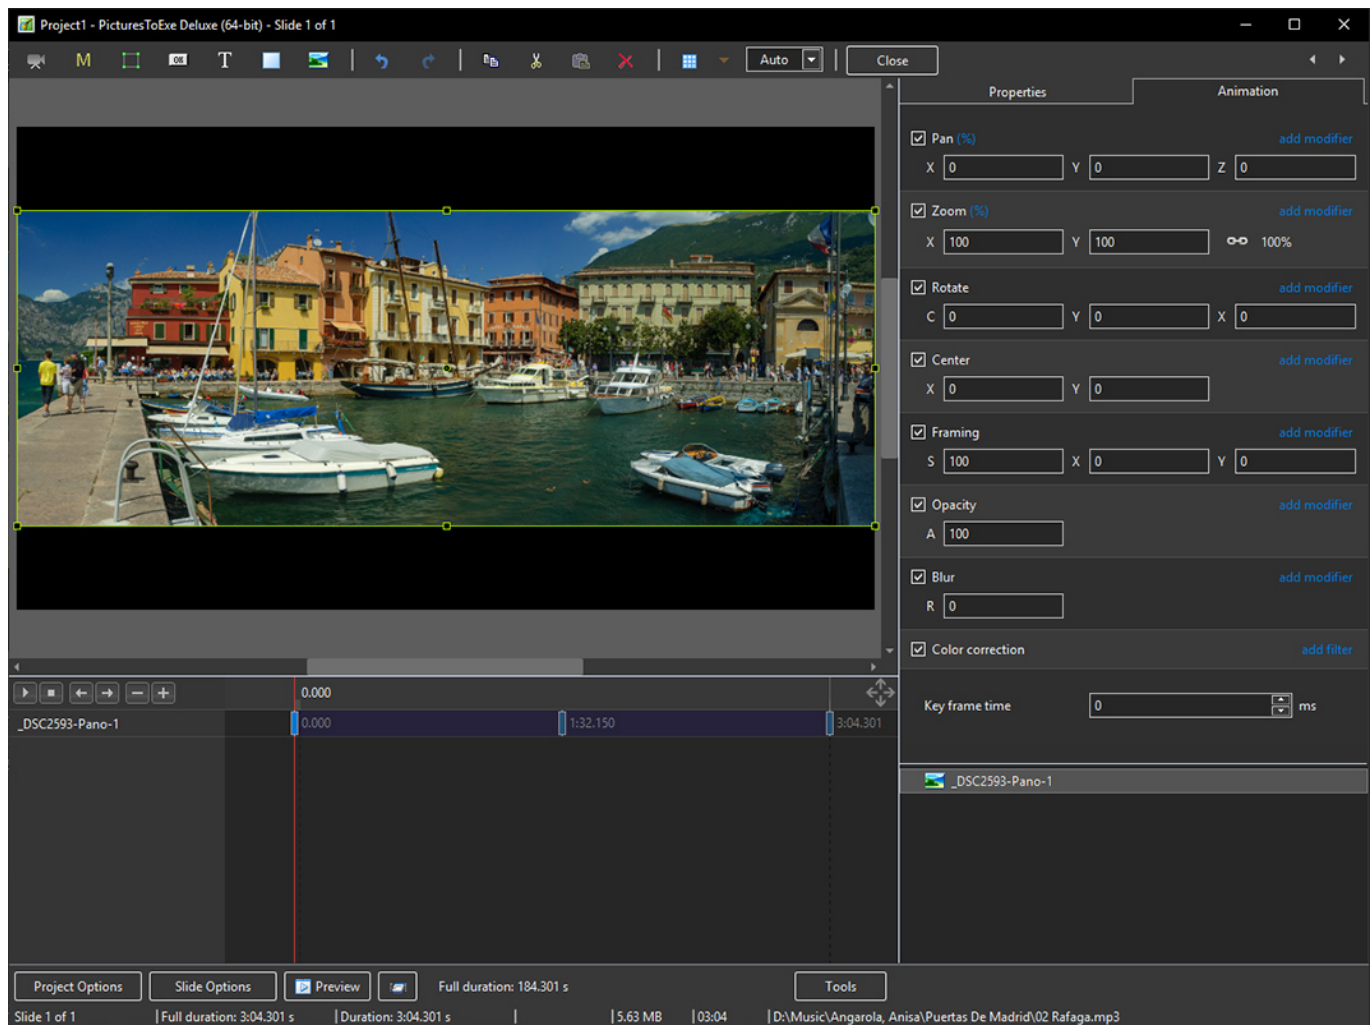 Project1 - PicturesToExe Deluxe (64-bit) - Slide 1 of 1
M OK T Auto Close
Properties Animation
Pan (%) add modifier
X 0 Y 0 Z 0
Zoom (%) add modifier
X 100 Y 100 100%
Rotate add modifier
C 0 Y 0 X 0
Center add modifier
X 0 Y 0
Framing add modifier
S 100 X 0 Y 0
Opacity add modifier
A 100
Blur add modifier
R 0
Color correction add filter
Key frame time 0 ms
_DSC2593-Pano-1
0.000
_DSC2593-Pano-1 0.000 1:32.150 3:04.301
Project Options Slide Options Preview Full duration: 184.301 s Tools
Slide 1 of 1 |Full duration: 3:04.301 s |Duration: 3:04.301 s | |5.63 MB |03:04 |D:\Music\Angarola, Anisa\Puertas De Madrid\02 Rafaga.mp3